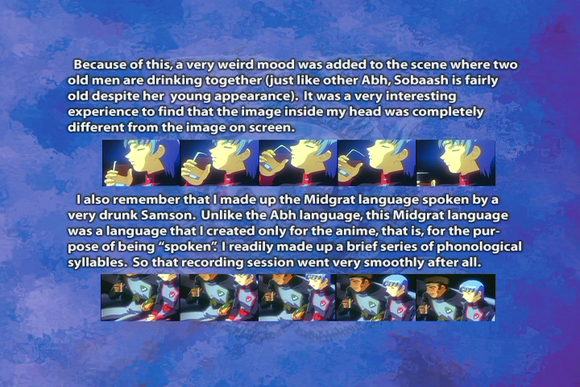 Because of this, a very weird mood was added to the scene where two
old men are drinking together (just like other Abh, Sobaash is fairly
old despite her young appearance). It was a very interesting
experience to find that the image inside my head was completely
different from the image on screen.
I also remember that I made up the Midgrat language spoken by a
very drunk Samson. Unlike the Abh language, this Midgrat language
was a language that I created only for the anime, that is, for the pur-
pose of being “spoken”. I readily made up a brief series of phonological
syllables. So that recording session went very smoothly after all.